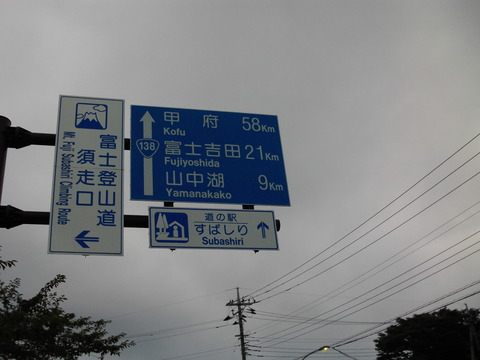 富士登山道
須走口
Mt. Fuji Subashiri Climbing Route
138
甲府 58Km
Kofu
富士吉田 21Km
Fujiyoshida
山中湖 9Km
Yamanakako
道の駅
すばしり
Subashiri